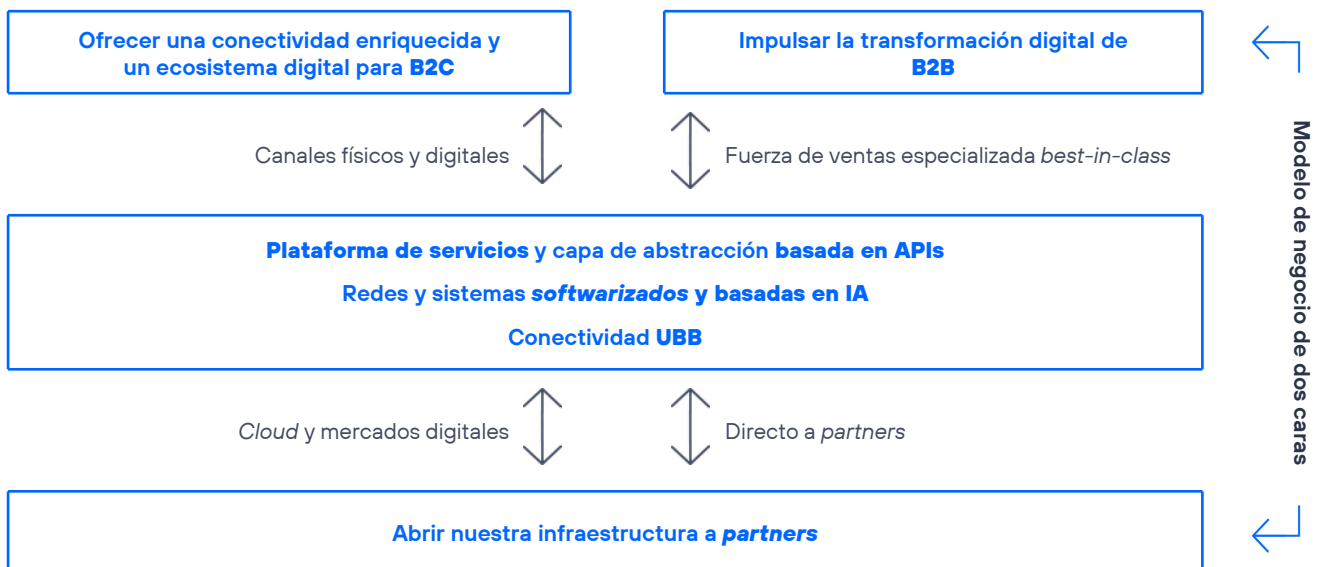 Ofrecer una conectividad enriquecida y
un ecosistema digital para B2C
Impulsar la transformación digital de
B2B
Canales físicos y digitales
Fuerza de ventas especializada best-in-class
Plataforma de servicios y capa de abstracción basada en APIs
Redes y sistemas softwarizados y basadas en IA
Conectividad UBB
Cloud y mercados digitales
Directo a partners
Abrir nuestra infraestructura a partners
Modelo de negocio de dos caras